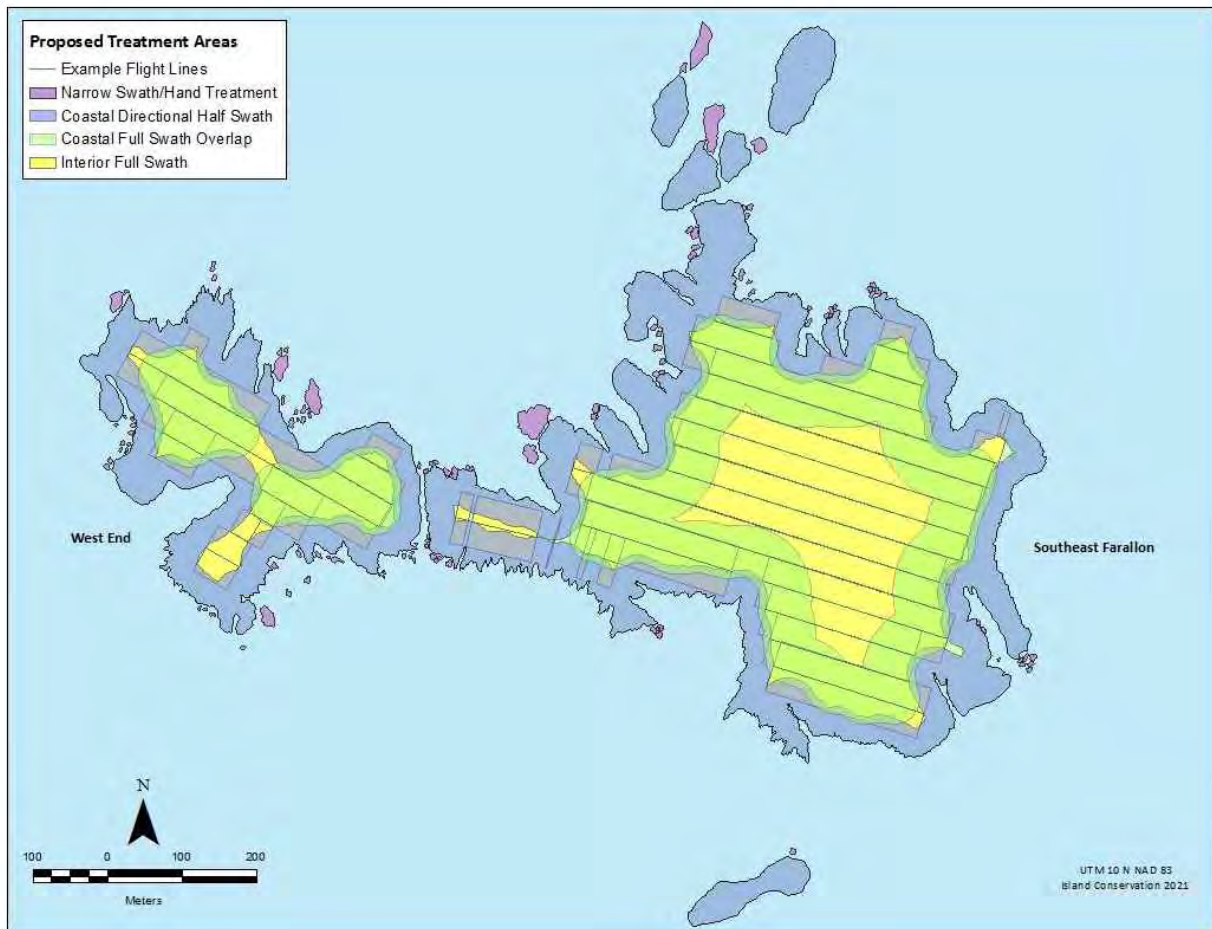 Proposed Treatment Areas
Example Flight Lines
Narrow Swath/Hand Treatment
Coastal Directional Half Swath
Coastal Full Swath Overlap
Interior Full Swath
West End
Southeast Farallon
N
100 0 100 200
Meters
UTM 10 N NAD 83
Island Conservation 2021